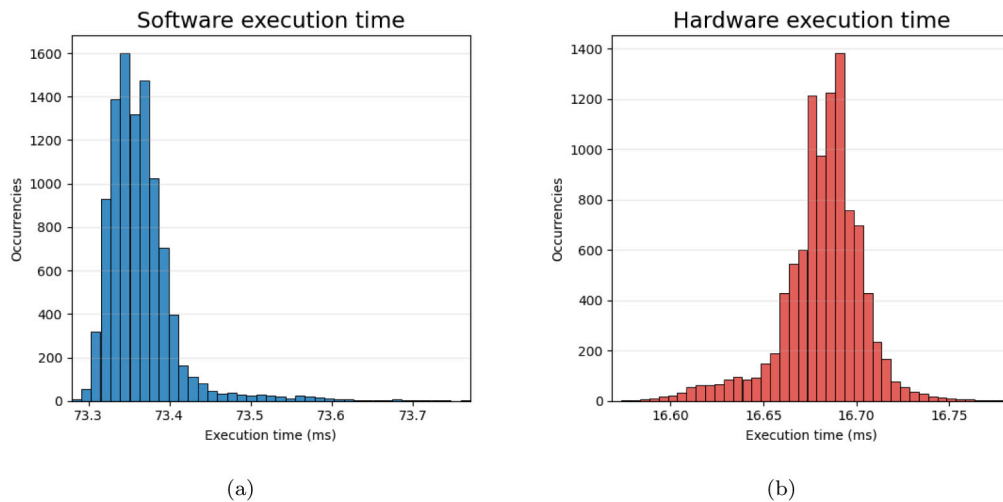 Software execution time
1600
1400
1200
1000
800
600
400
200
0
Occurrencies
73.3 73.4 73.5 73.6 73.7
Execution time (ms)
(a)
Hardware execution time
1400
1200
1000
800
600
400
200
0
Occurrencies
16.60 16.65 16.70 16.75
Execution time (ms)
(b)